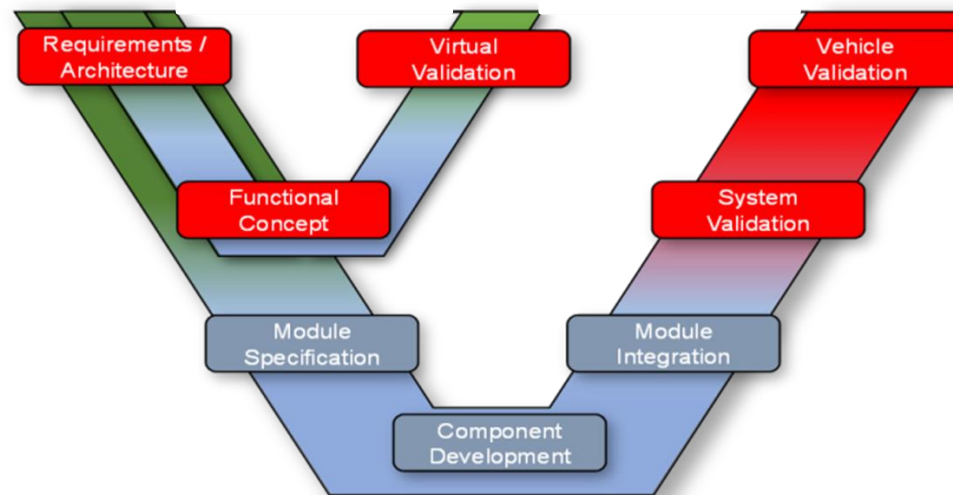 Requirements /
Architecture
Virtual
Validation
Vehicle
Validation
Functional
Concept
System
Validation
Module
Specification
Module
Integration
Component
Development